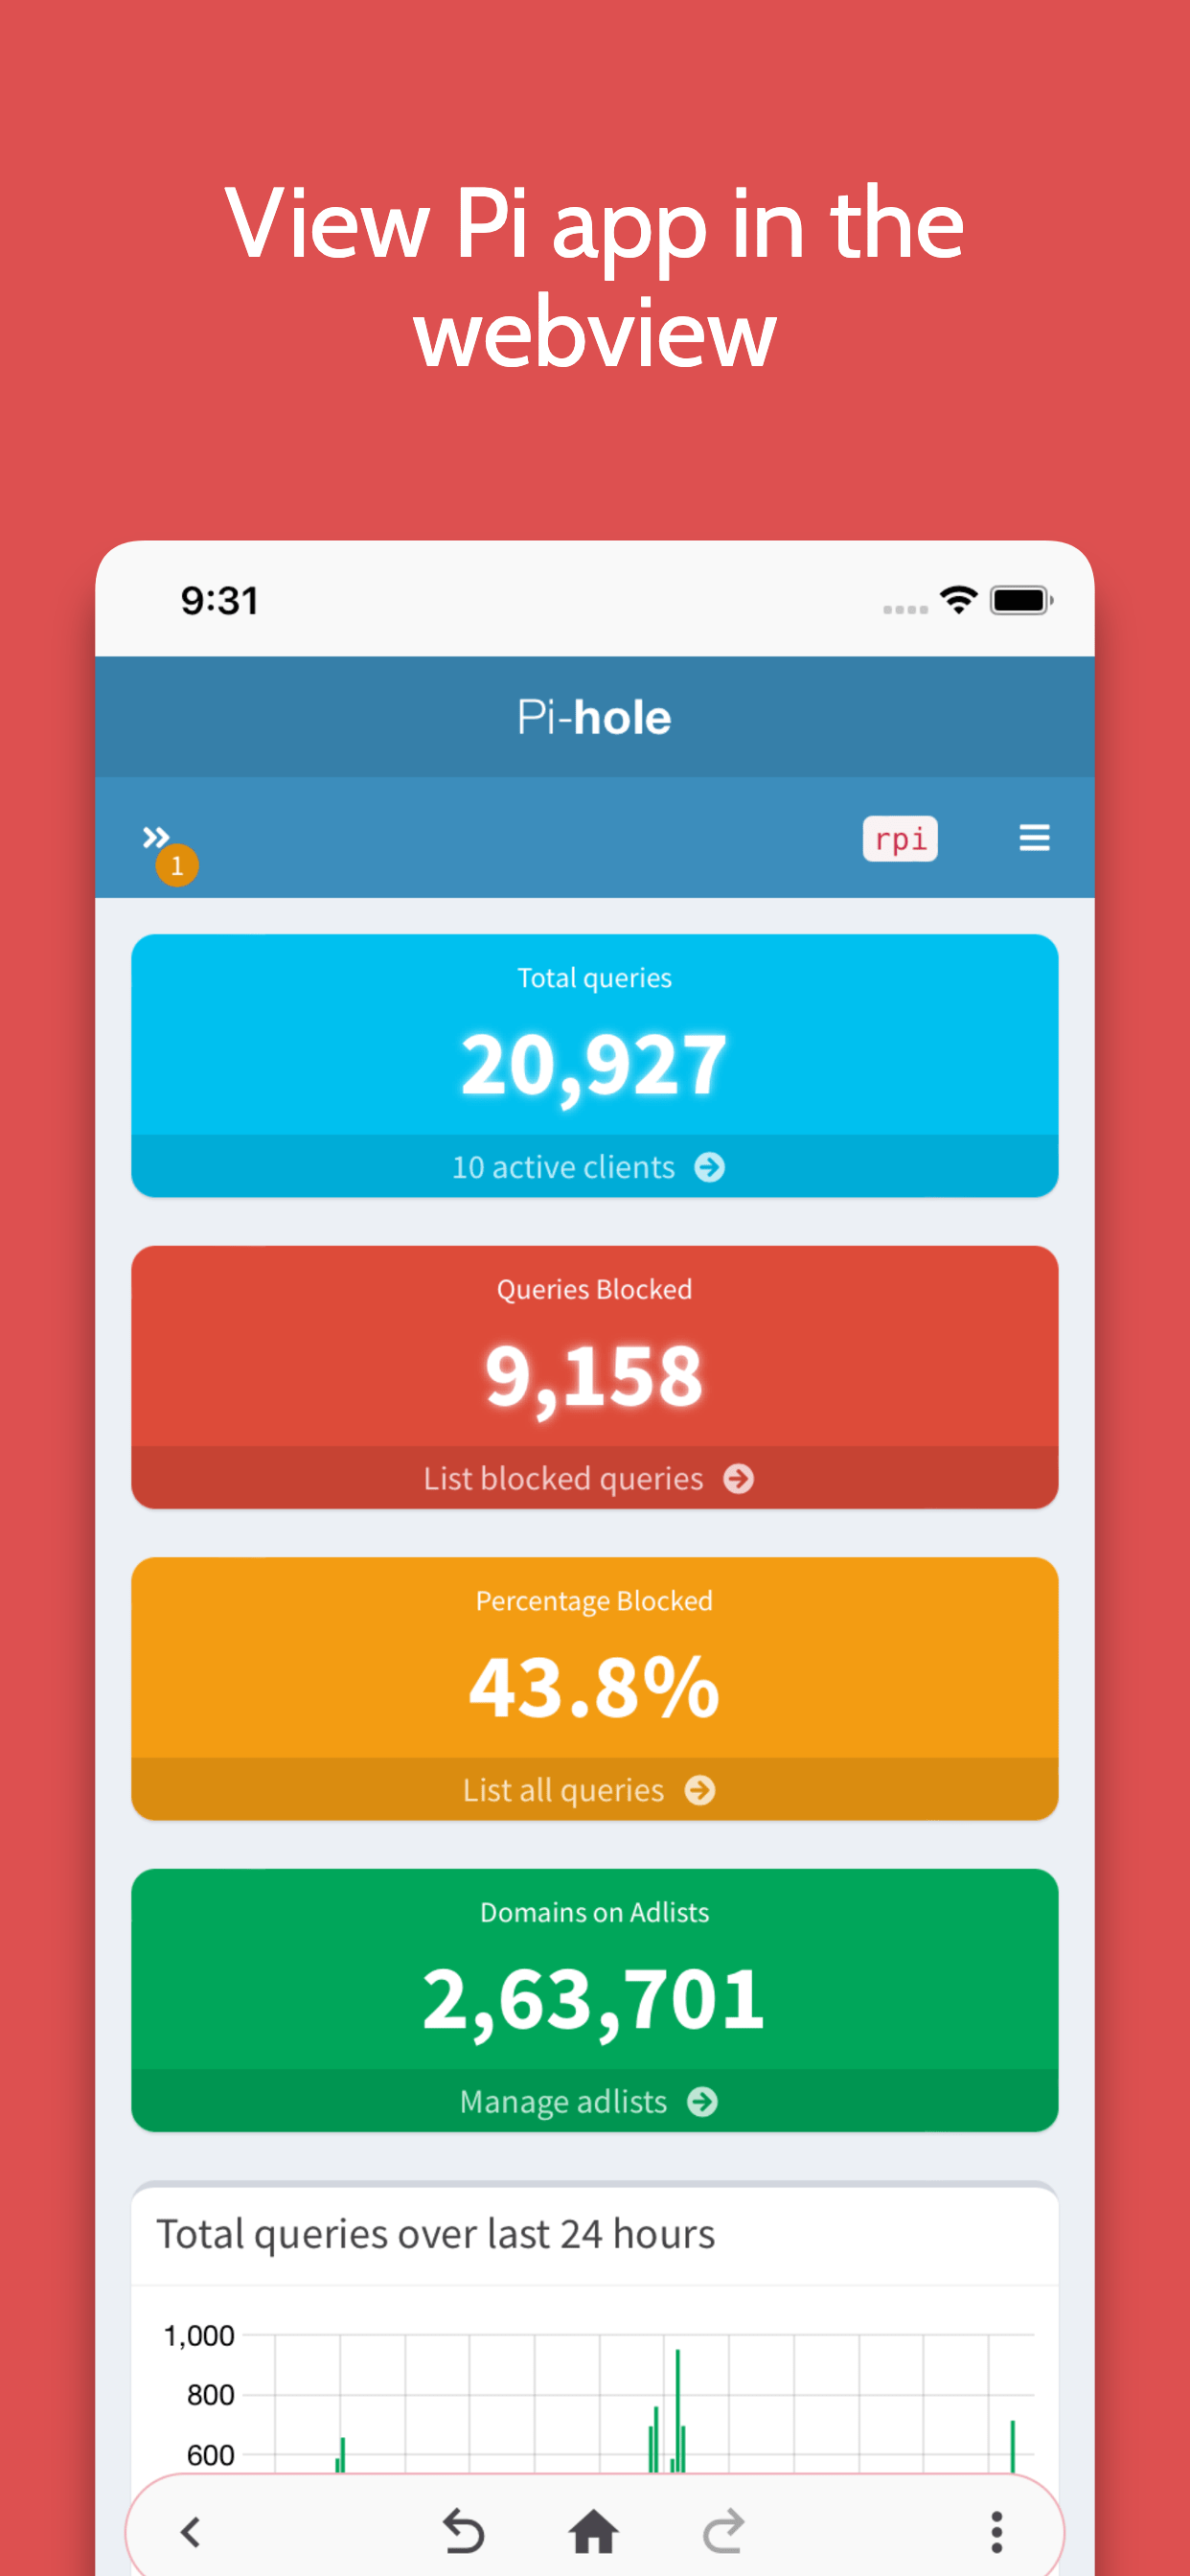 View Pi app in the
webview
9:31
Pi-hole
1
rpi
Total queries
20,927
10 active clients
Queries Blocked
9,158
List blocked queries
Percentage Blocked
43.8%
List all queries
Domains on Adlists
2,63,701
Manage adlists
Total queries over last 24 hours
1,000
800
600